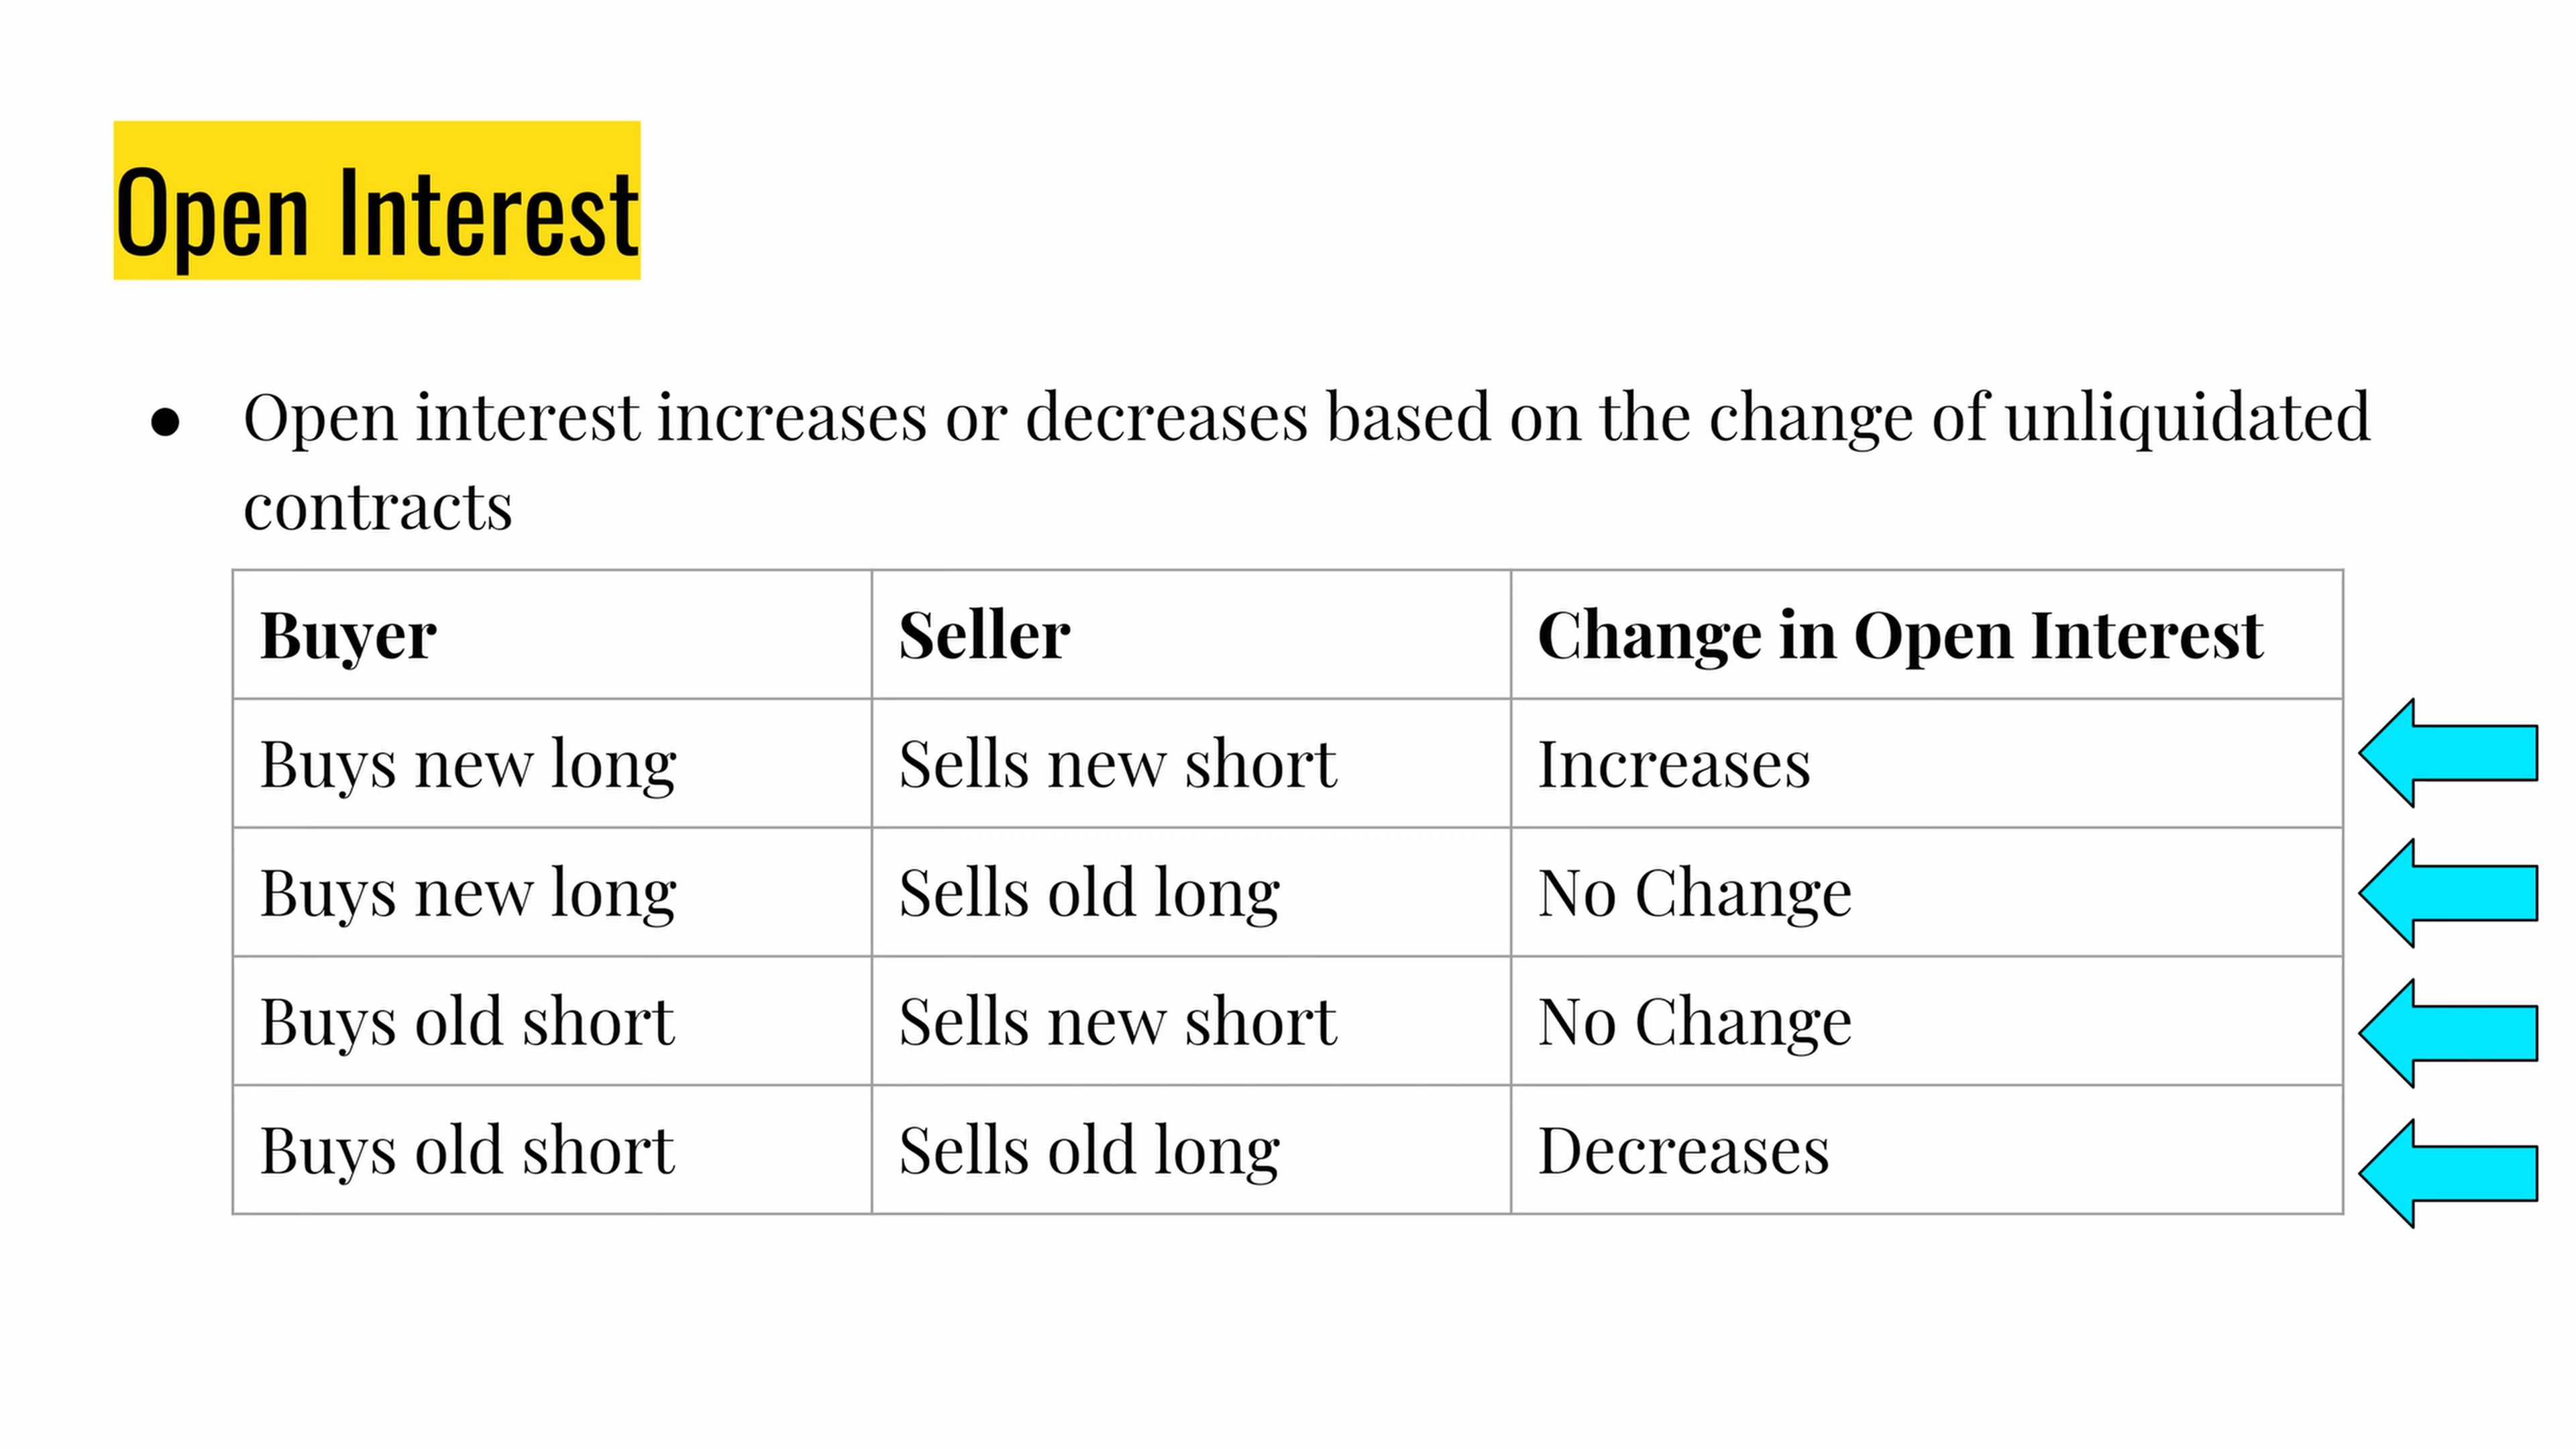 Open Interest
● Open interest increases or decreases based on the change of unliquidated
contracts
Buyer Seller Change in Open Interest
Buys new long Sells new short Increases
Buys new long Sells old long No Change
Buys old short Sells new short No Change
Buys old short Sells old long Decreases